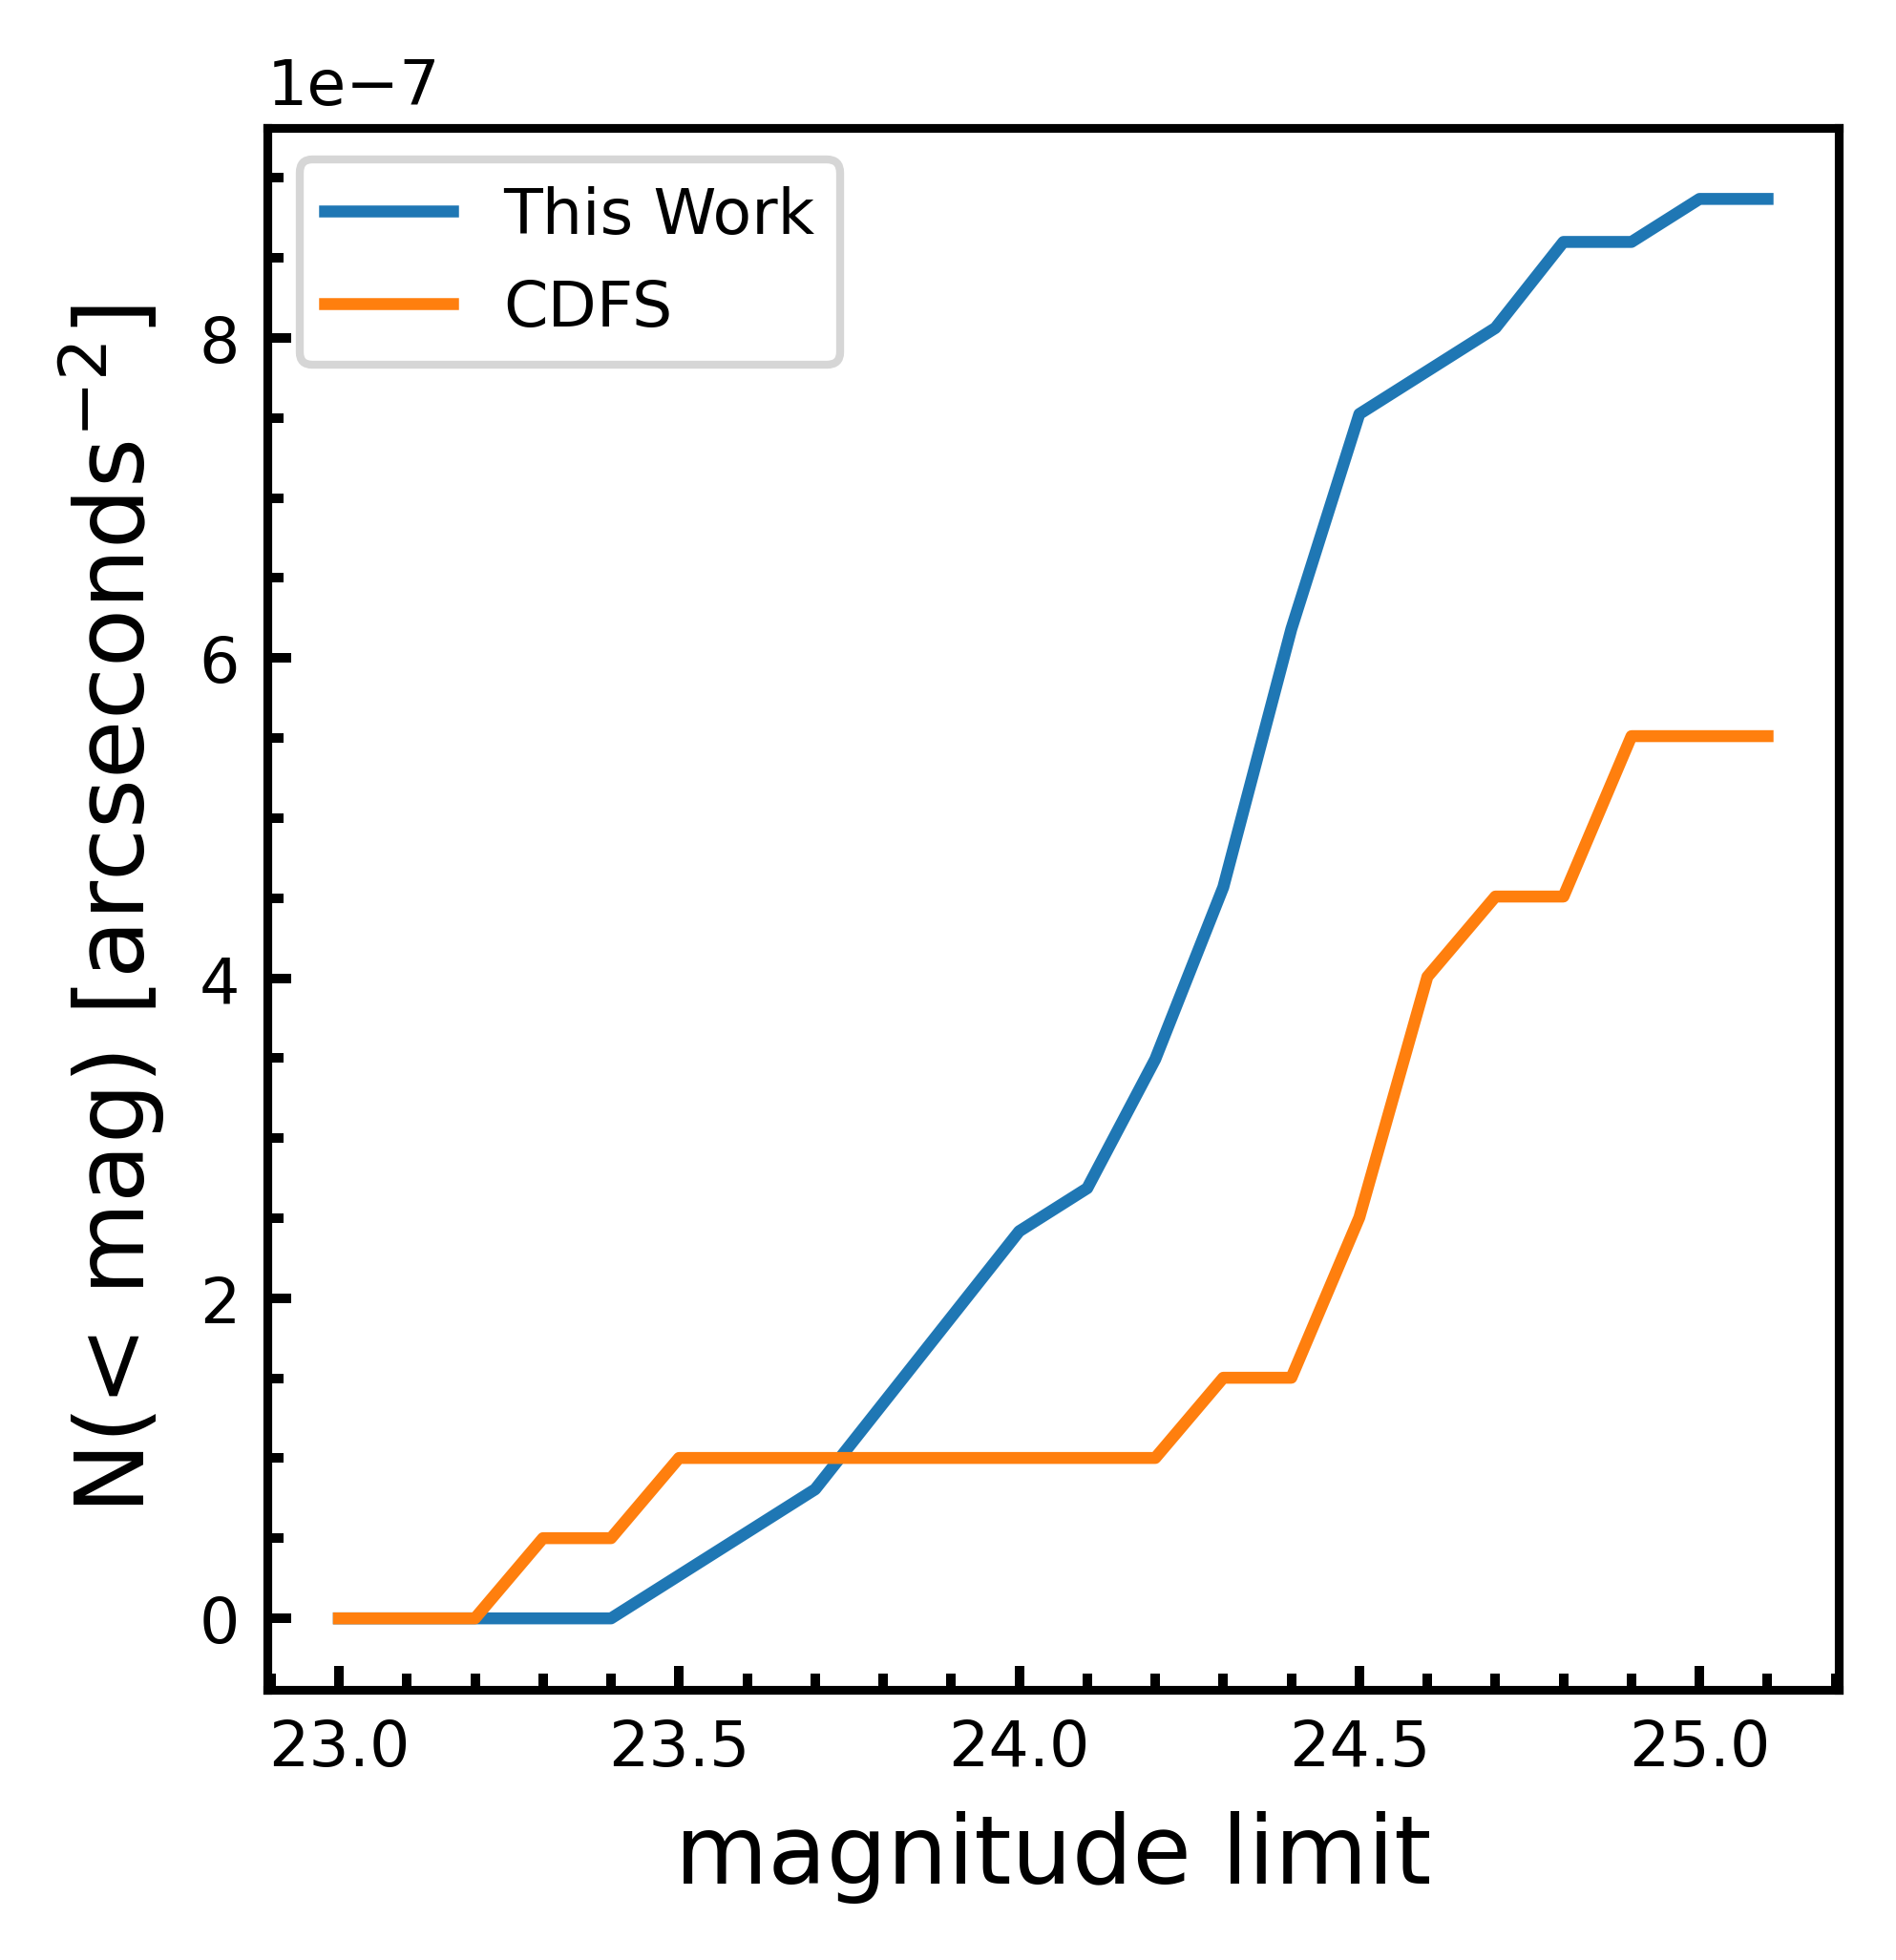 1e−7
This Work
CDFS
N(< mag) [arcseconds⁻²]
8
6
4
2
0
23.0 23.5 24.0 24.5 25.0
magnitude limit